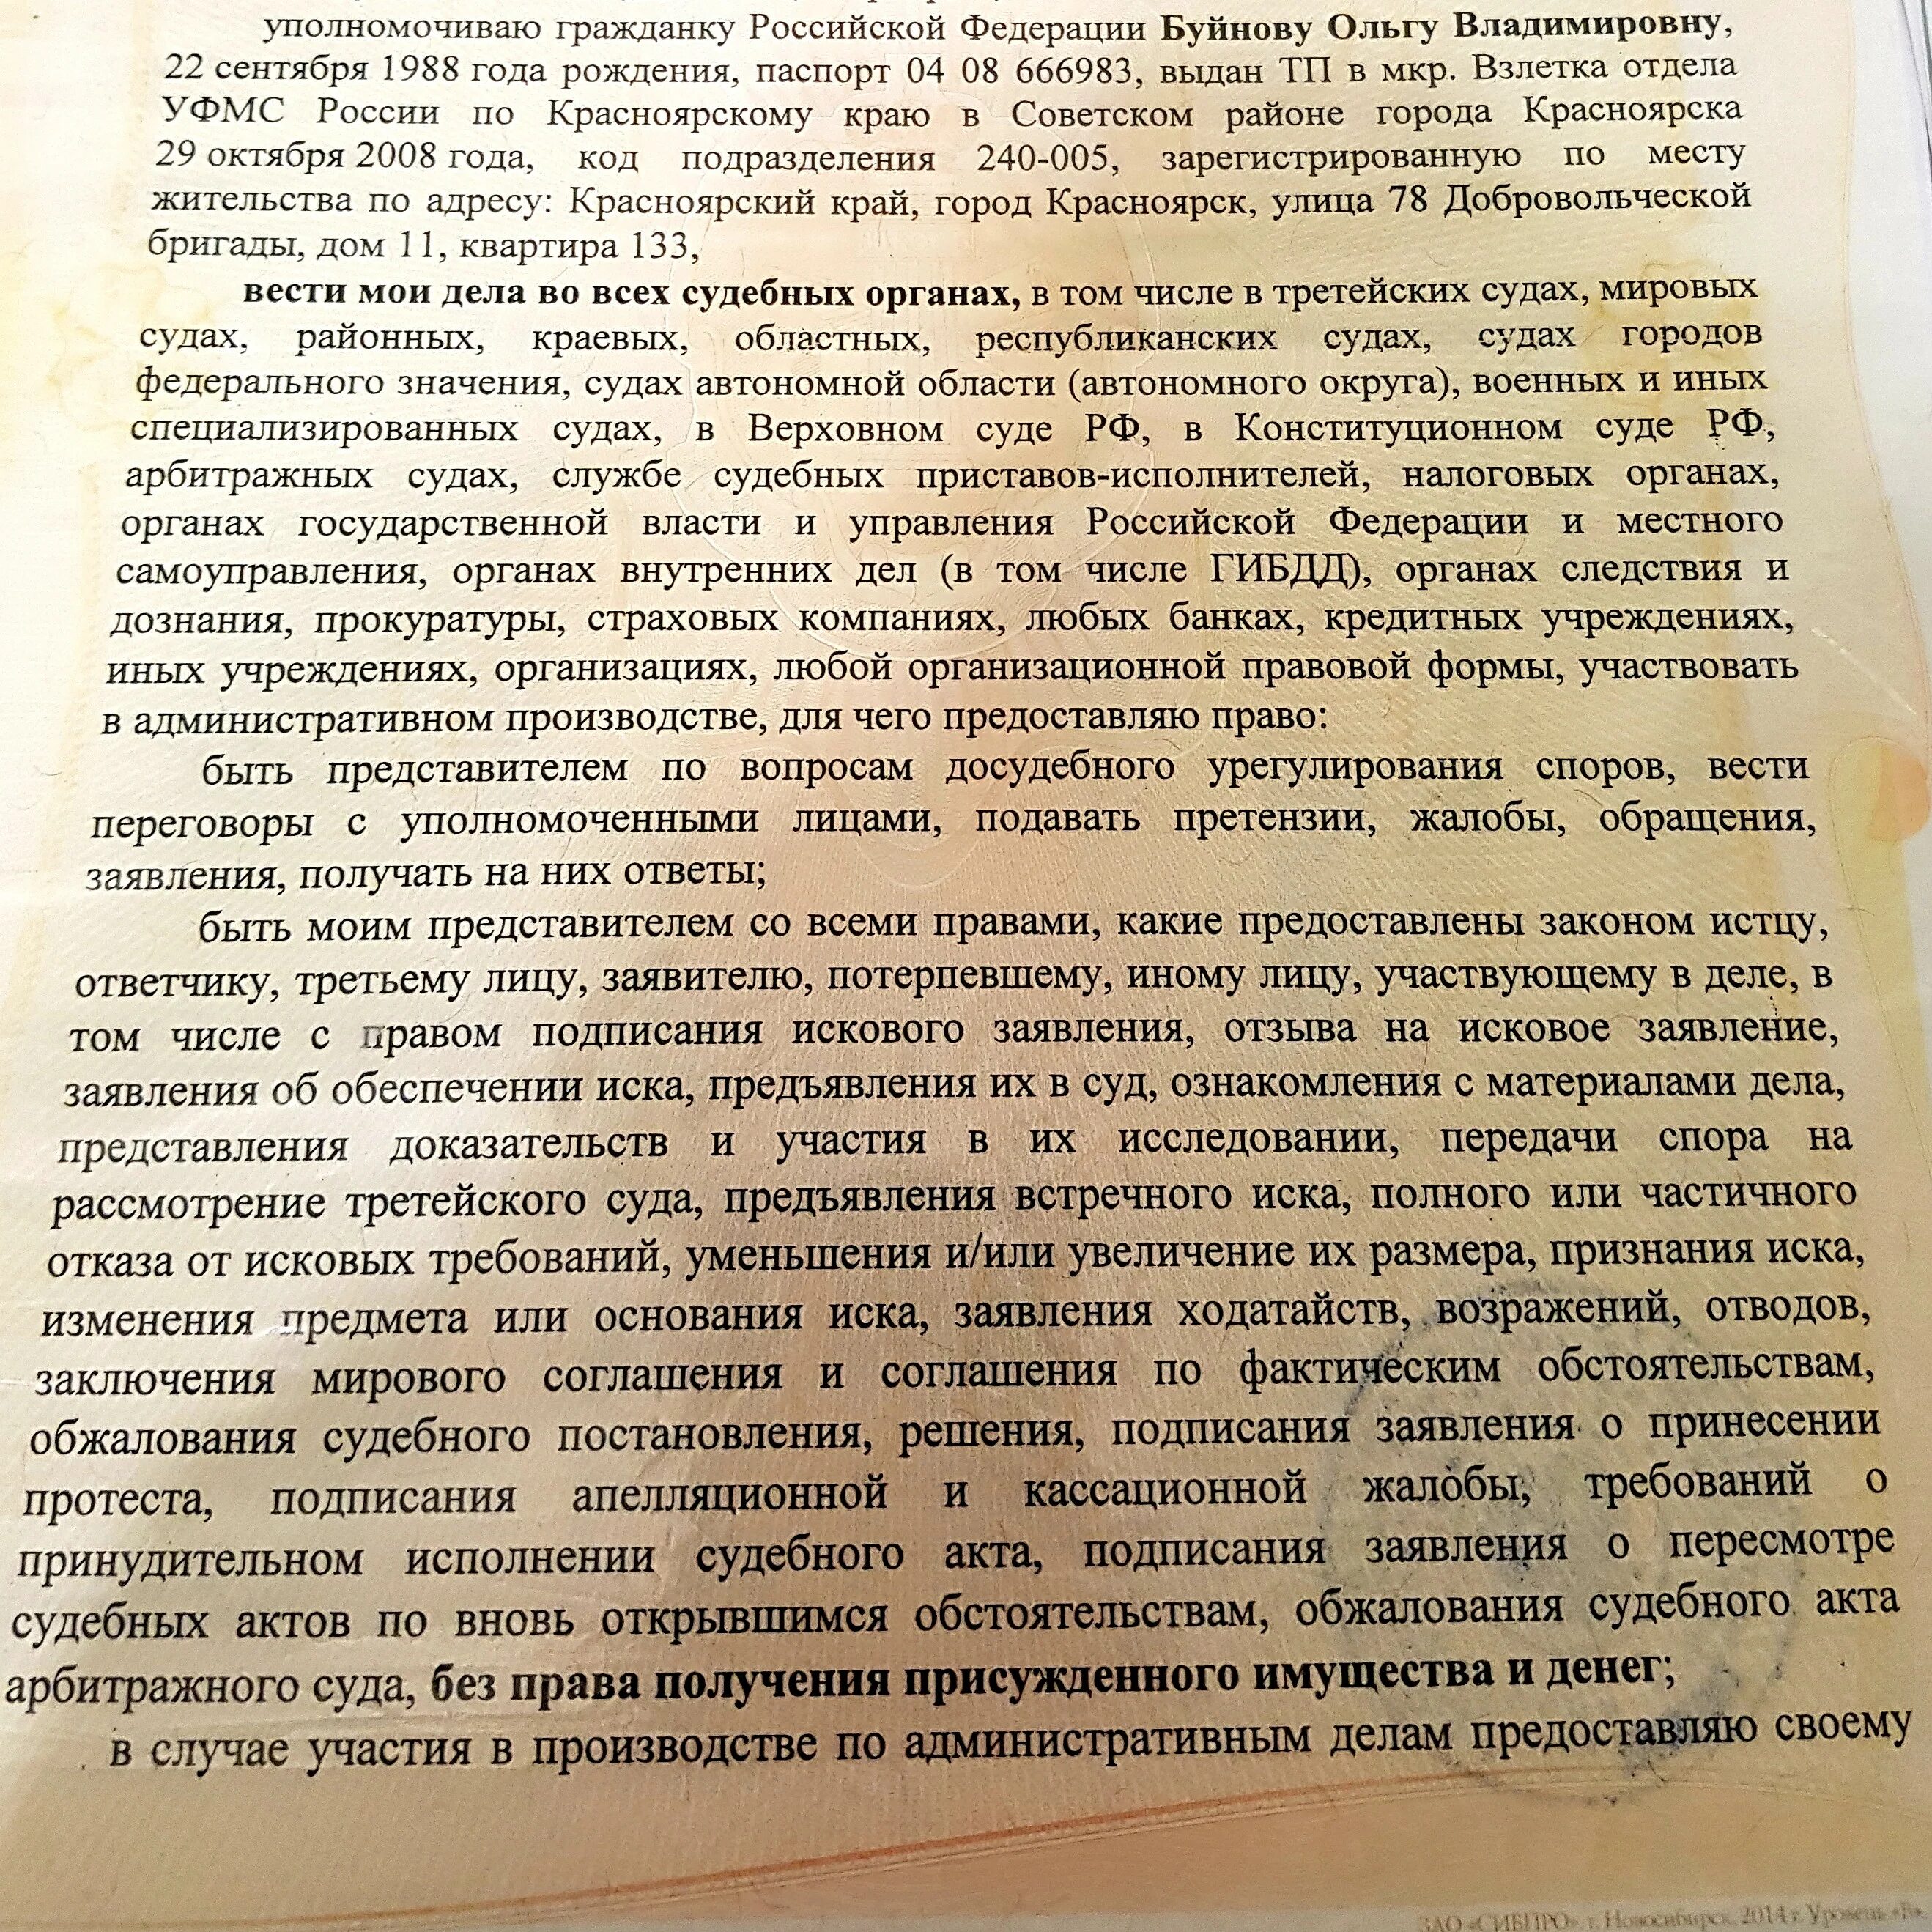 уполномочиваю гражданку Российской Федерации Буйнову Ольгу Владимировну,
22 сентября 1988 года рождения, паспорт 04 08 666983, выдан ТП в мкр. Взлетка отдела
УФМС России по Красноярскому краю в Советском районе города Красноярска
29 октября 2008 года, код подразделения 240-005, зарегистрированную по месту
жительства по адресу: Красноярский край, город Красноярск, улица 78 Добровольческой
бригады, дом 11, квартира 133,
вести мои дела во всех судебных органах, в том числе в третейских судах, мировых
судах, районных, краевых, областных, республиканских судах, судах городов
федерального значения, судах автономной области (автономного округа), военных и иных
специализированных судах, в Верховном суде РФ, в Конституционном суде РФ,
арбитражных судах, службе судебных приставов-исполнителей, налоговых органах,
органах государственной власти и управления Российской Федерации и местного
самоуправления, органах внутренних дел (в том числе ГИБДД), органах следствия и
дознания, прокуратуры, страховых компаниях, любых банках, кредитных учреждениях,
иных учреждениях, организациях, любой организационной правовой формы, участвовать
в административном производстве, для чего предоставляю право:
быть представителем по вопросам досудебного урегулирования споров, вести
переговоры с уполномоченными лицами, подавать претензии, жалобы, обращения,
заявления, получать на них ответы;
быть моим представителем со всеми правами, какие предоставлены законом истцу,
ответчику, третьему лицу, заявителю, потерпевшему, иному лицу, участвующему в деле, в
том числе с правом подписания искового заявления, отзыва на исковое заявление,
заявления об обеспечении иска, предъявления их в суд, ознакомления с материалами дела,
представления доказательств и участия в их исследовании, передачи спора на
рассмотрение третейского суда, предъявления встречного иска, полного или частичного
отказа от исковых требований, уменьшения и/или увеличение их размера, признания иска,
изменения предмета или основания иска, заявления ходатайств, возражений, отводов,
заключения мирового соглашения и соглашения по фактическим обстоятельствам,
обжалования судебного постановления, решения, подписания заявления о принесении
протеста, подписания апелляционной и кассационной жалобы, требований о
принудительном исполнении судебного акта, подписания заявления о пересмотре
судебных актов по вновь открывшимся обстоятельствам, обжалования судебного акта
арбитражного суда, без права получения присужденного имущества и денег;
в случае участия в производстве по административным делам предоставляю своему
ЗАО «СИБПРО», г. Новосибирск, 2014 г. Уровень «В».